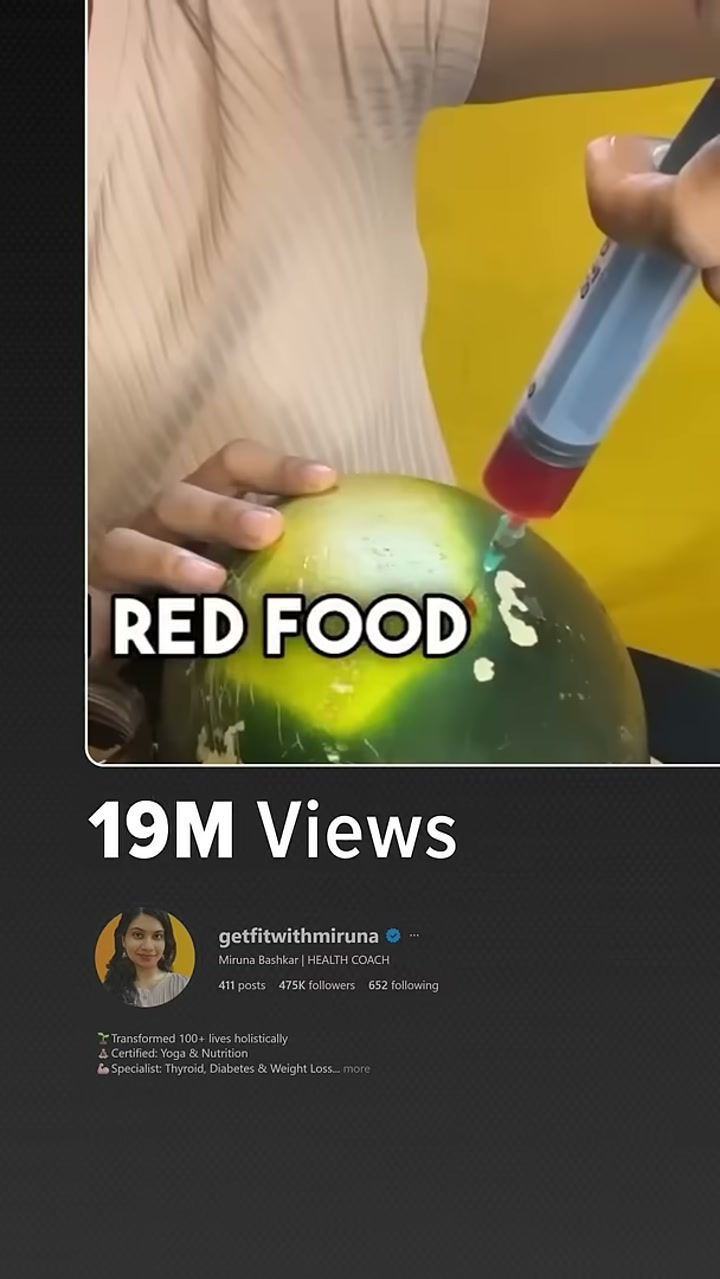 RED FOOD
19M Views
getfitwithmiruna ...
Miruna Bashkar | HEALTH COACH
411 posts 475K followers 652 following
🌱Transformed 100+ lives holistically
🧘Certified: Yoga & Nutrition
💪Specialist: Thyroid, Diabetes & Weight Loss... more